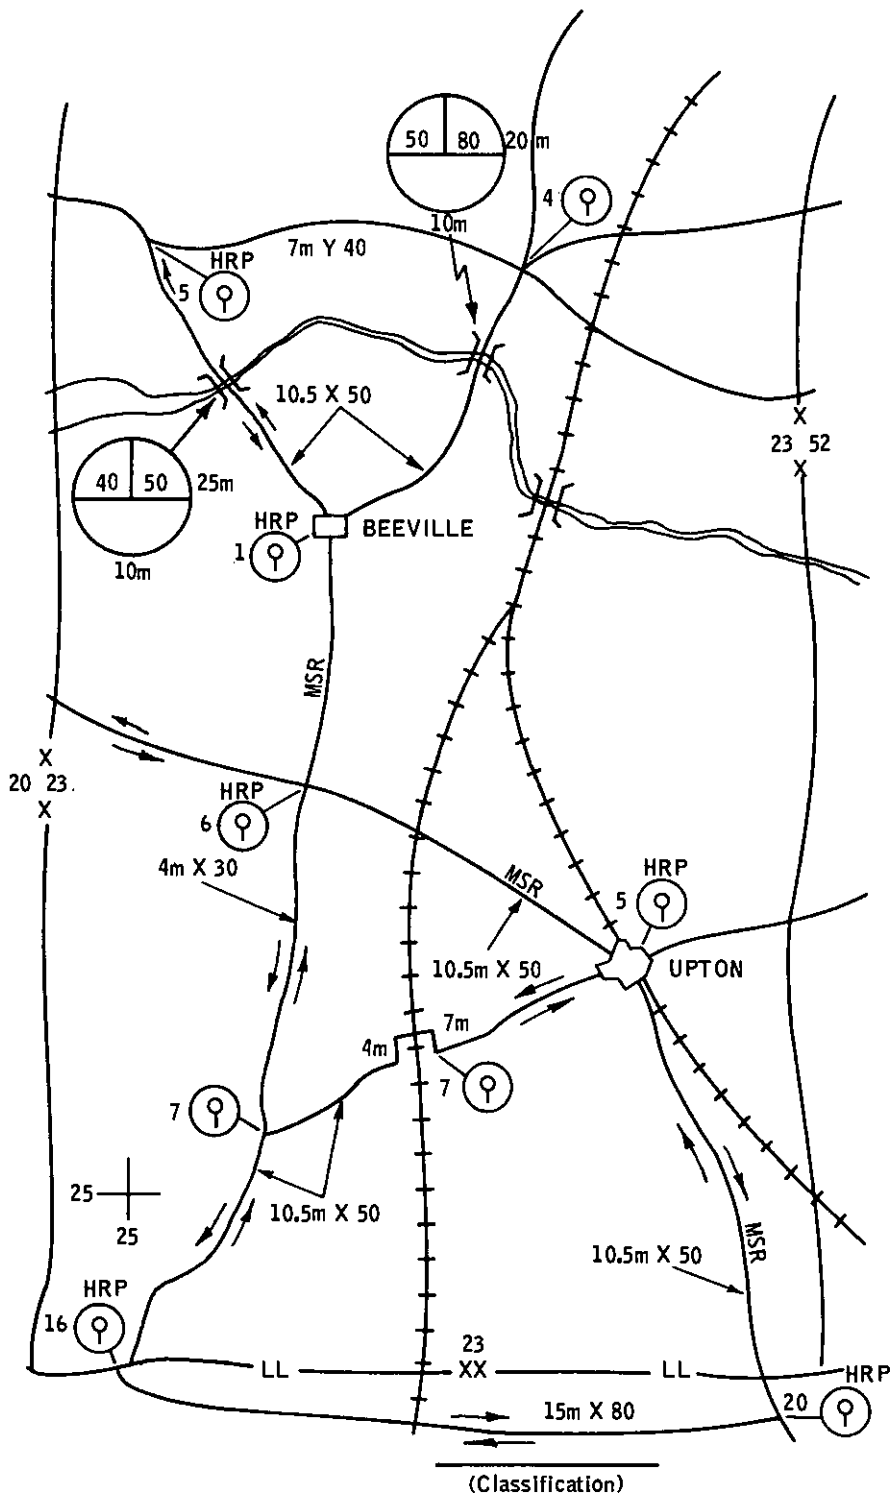 50 80 20 m
10m
4
7m Y 40
HRP
5
10.5 X 50
X
23 52
X
40 50 25m
10m
HRP
1
BEEVILLE
MSR
X
20 23.
X
HRP
6
4m X 30
MSR
HRP
5
UPTON
10.5m X 50
7m
4m
7
7
25
25
10.5m X 50
MSR
10.5m X 50
HRP
16
23
LL XX LL
HRP
20
15m X 80
(Classification)